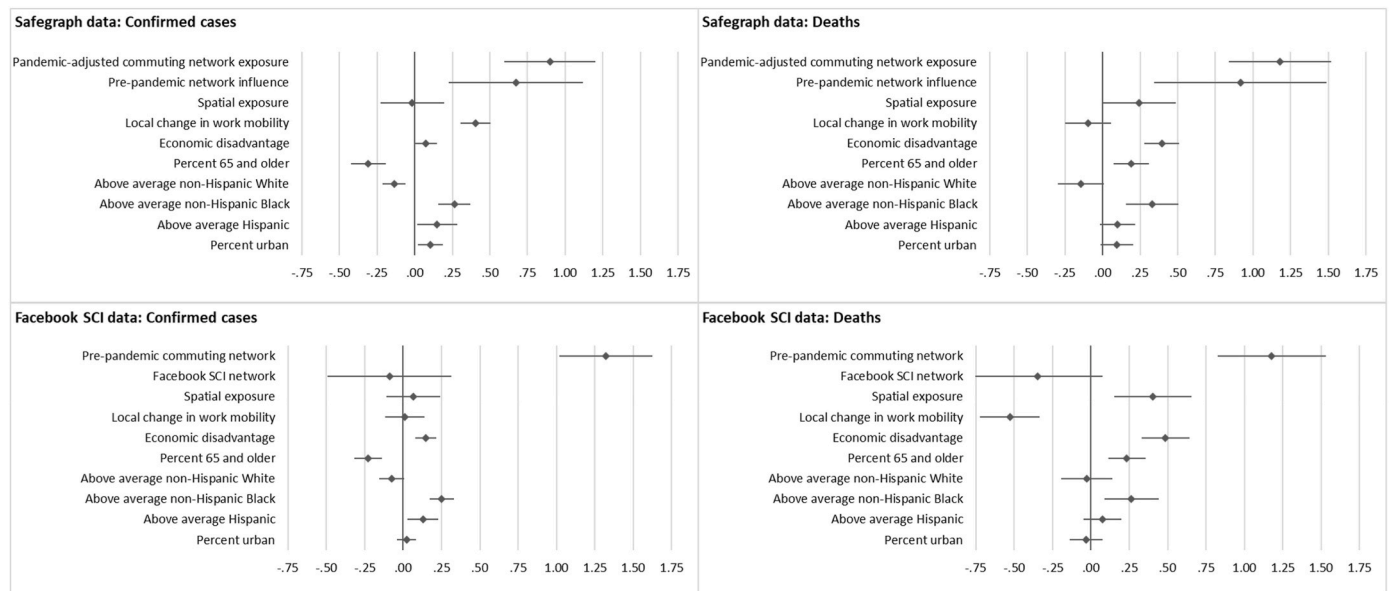 Safegraph data: Confirmed cases
Pandemic-adjusted commuting network exposure
Pre-pandemic network influence
Spatial exposure
Local change in work mobility
Economic disadvantage
Percent 65 and older
Above average non-Hispanic White
Above average non-Hispanic Black
Above average Hispanic
Percent urban
-.75 -.50 -.25 .00 .25 .50 .75 1.00 1.25 1.50 1.75
Safegraph data: Deaths
Pandemic-adjusted commuting network exposure
Pre-pandemic network influence
Spatial exposure
Local change in work mobility
Economic disadvantage
Percent 65 and older
Above average non-Hispanic White
Above average non-Hispanic Black
Above average Hispanic
Percent urban
-.75 -.50 -.25 .00 .25 .50 .75 1.00 1.25 1.50 1.75
Facebook SCI data: Confirmed cases
Pre-pandemic commuting network
Facebook SCI network
Spatial exposure
Local change in work mobility
Economic disadvantage
Percent 65 and older
Above average non-Hispanic White
Above average non-Hispanic Black
Above average Hispanic
Percent urban
-.75 -.50 -.25 .00 .25 .50 .75 1.00 1.25 1.50 1.75
Facebook SCI data: Deaths
Pre-pandemic commuting network
Facebook SCI network
Spatial exposure
Local change in work mobility
Economic disadvantage
Percent 65 and older
Above average non-Hispanic White
Above average non-Hispanic Black
Above average Hispanic
Percent urban
-.75 -.50 -.25 .00 .25 .50 .75 1.00 1.25 1.50 1.75